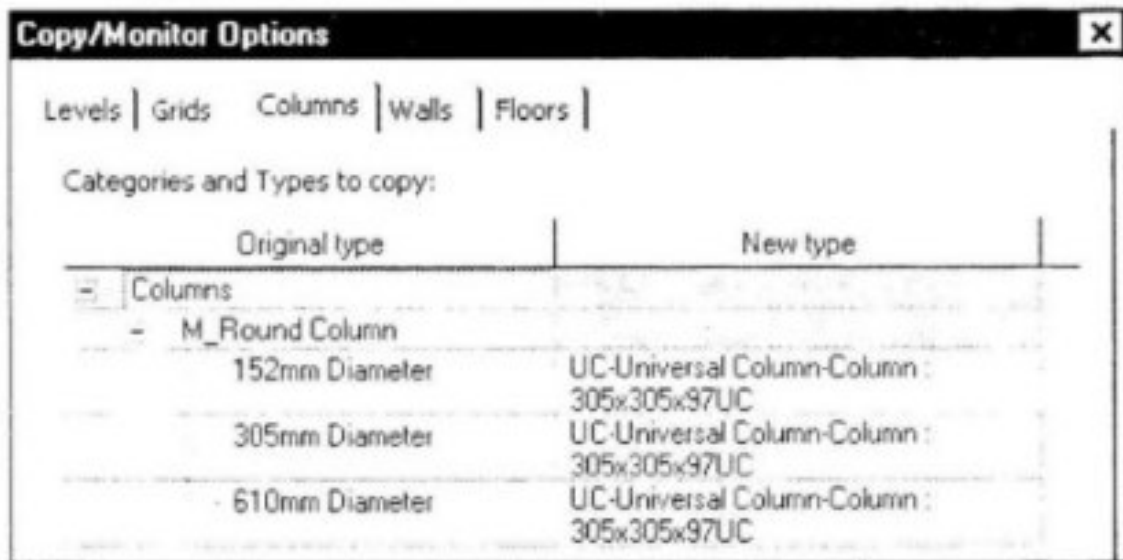 Copy/Monitor Options
Levels Grids Columns Walls Floors
Categories and Types to copy:
Original type New type
Columns
M_Round Column
152mm Diameter UC-Universal Column-Column :
305x305x97UC
305mm Diameter UC-Universal Column-Column :
305x305x97UC
610mm Diameter UC-Universal Column-Column :
305x305x97UC